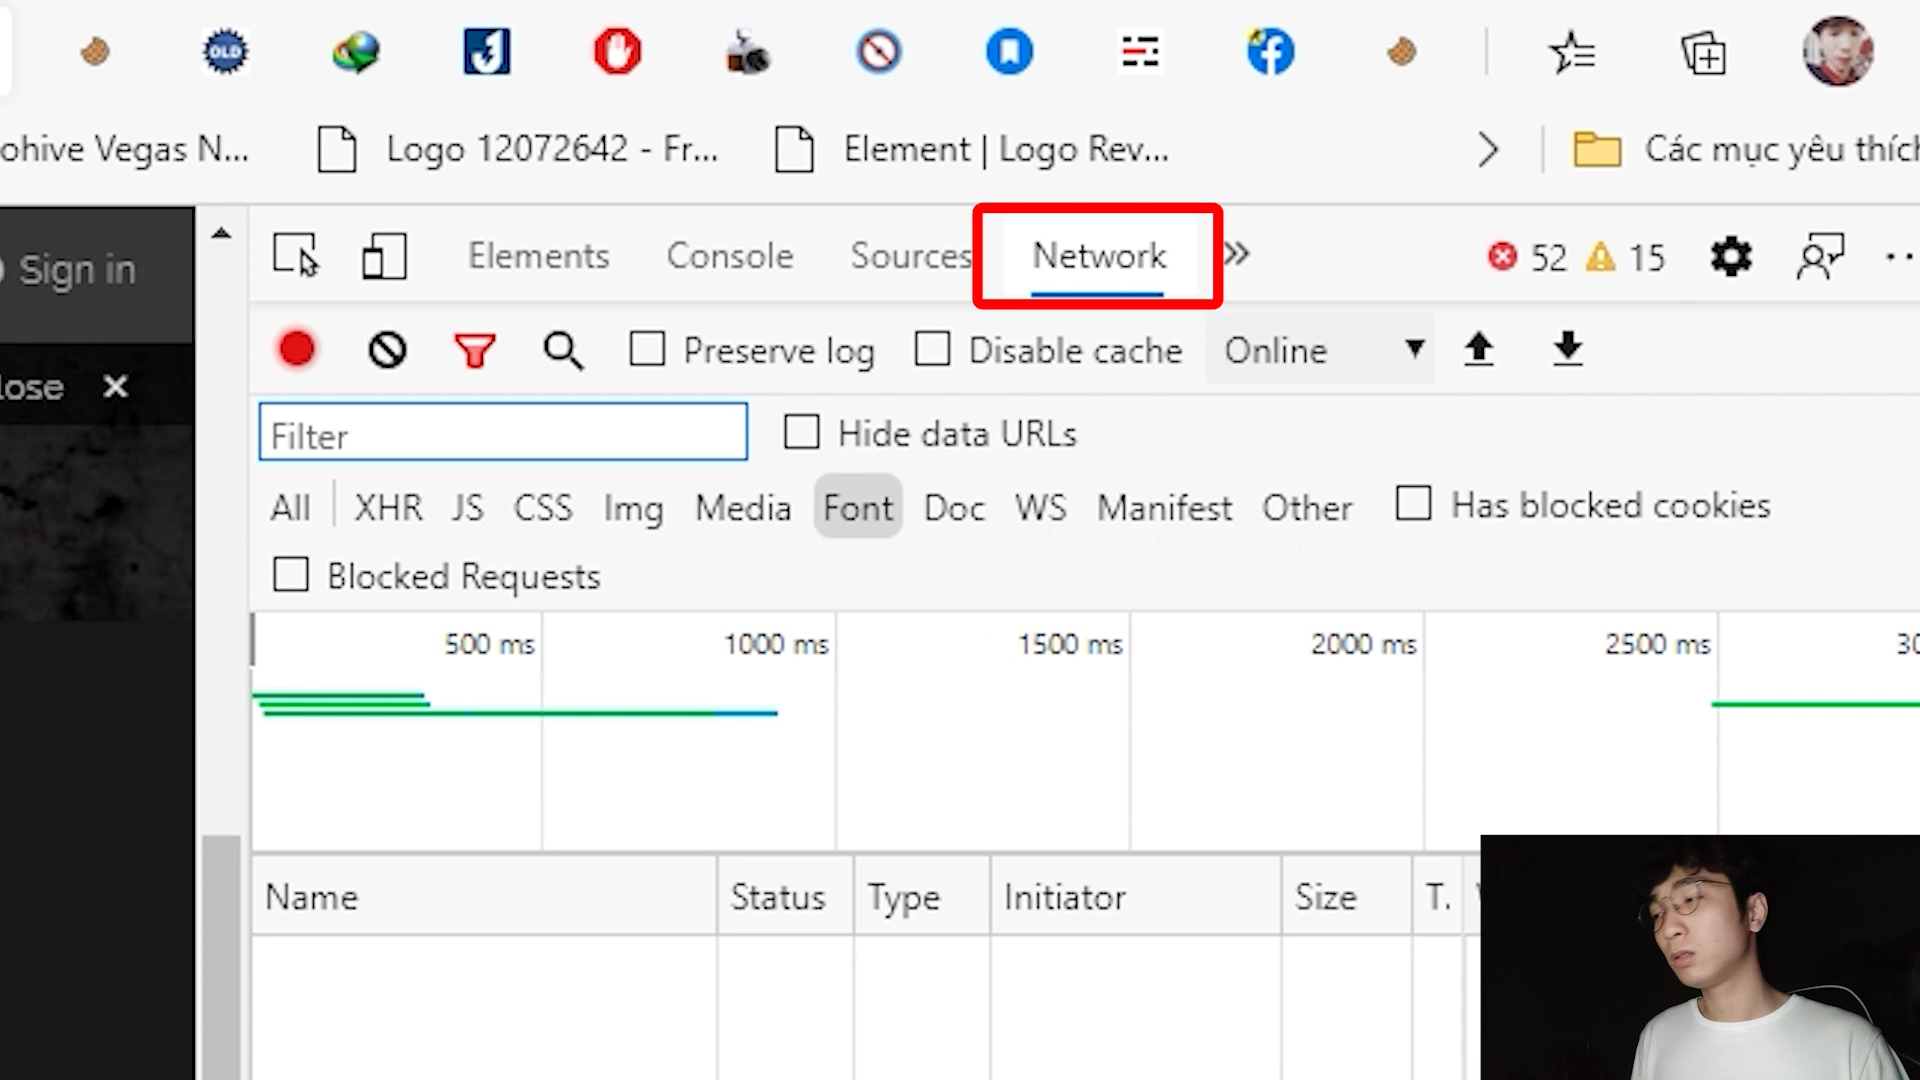 OLD
ohive Vegas N... Logo 12072642 - Fr... Element | Logo Rev... Các mục yêu thích
Sign in
Elements Console Sources Network » 52 15
lose ×
Preserve log Disable cache Online
Filter Hide data URLs
All XHR JS CSS Img Media Font Doc WS Manifest Other Has blocked cookies
Blocked Requests
500 ms 1000 ms 1500 ms 2000 ms 2500 ms 30
Name Status Type Initiator Size T.